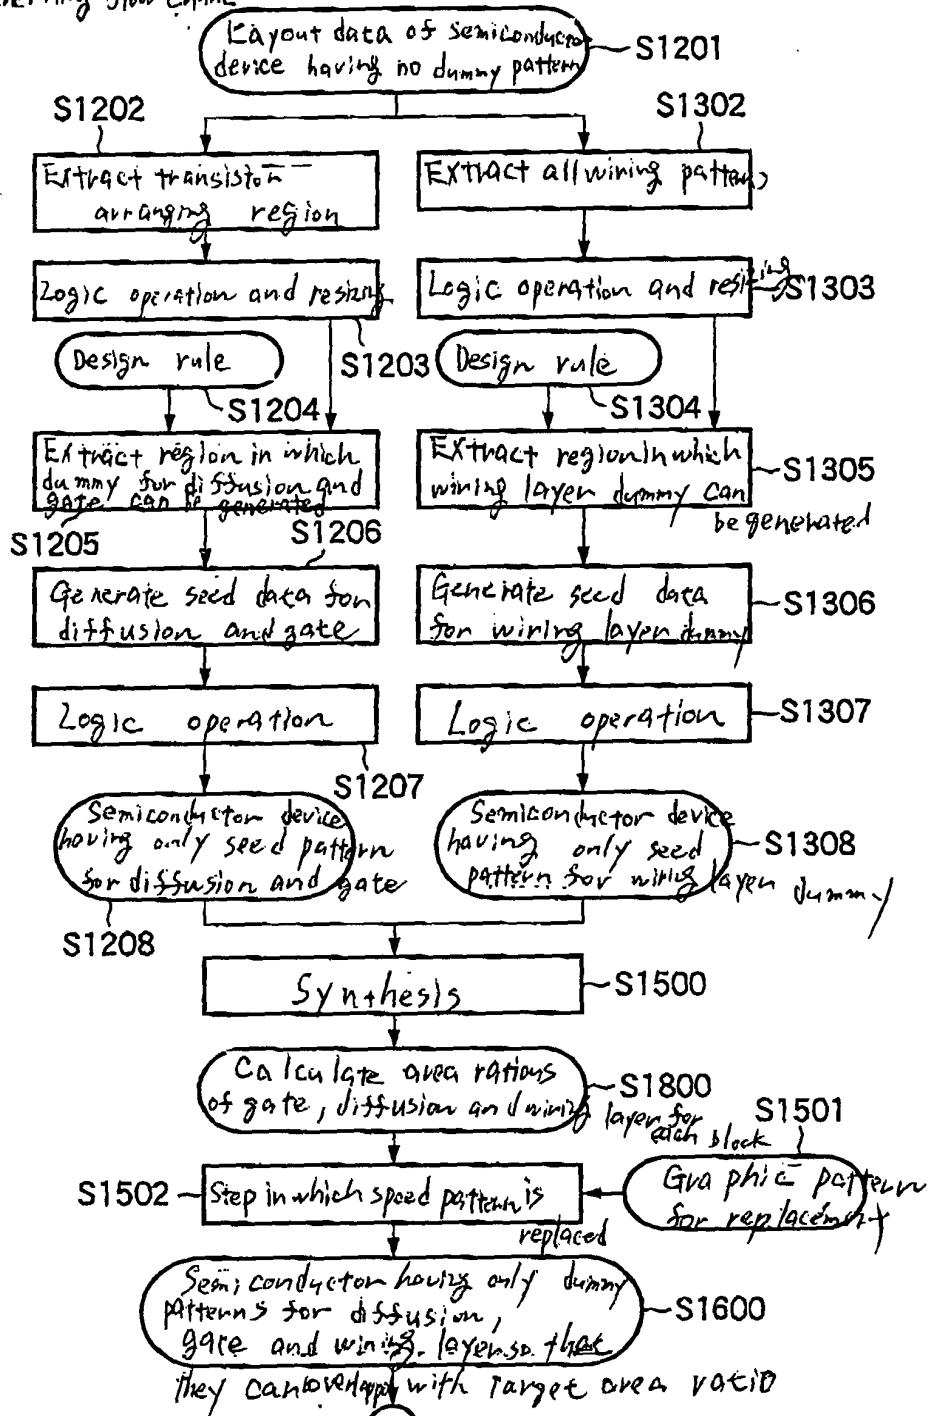 Layout data of semiconductor
device having no dummy pattern
S1201
S1202
Extract transistor
arranging region
S1302
Extract all wiring patterns
Logic operation and resizing
S1203
Logic operation and resizing
S1303
Design rule
S1204
Design rule
S1304
Extract region in which
dummy for diffusion and
gate can be generated
S1205
Extract region in which
wiring layer dummy can
be generated
S1305
S1206
Generate seed data for
diffusion and gate
Generate seed data
for wiring layer dummy
S1306
Logic operation
S1207
Logic operation
S1307
Semiconductor device
having only seed pattern
for diffusion and gate
S1208
Semiconductor device
having only seed
pattern for wiring layer dummy
S1308
Synthesis
S1500
Calculate area rations
of gate, diffusion and wiring layer for
each block
S1800
S1501
Graphic pattern
for replacement
S1502
Step in which speed pattern is
replaced
Semiconductor having only dummy
patterns for diffusion,
gate and wining layer so that
they can with Target area ratio
S1600